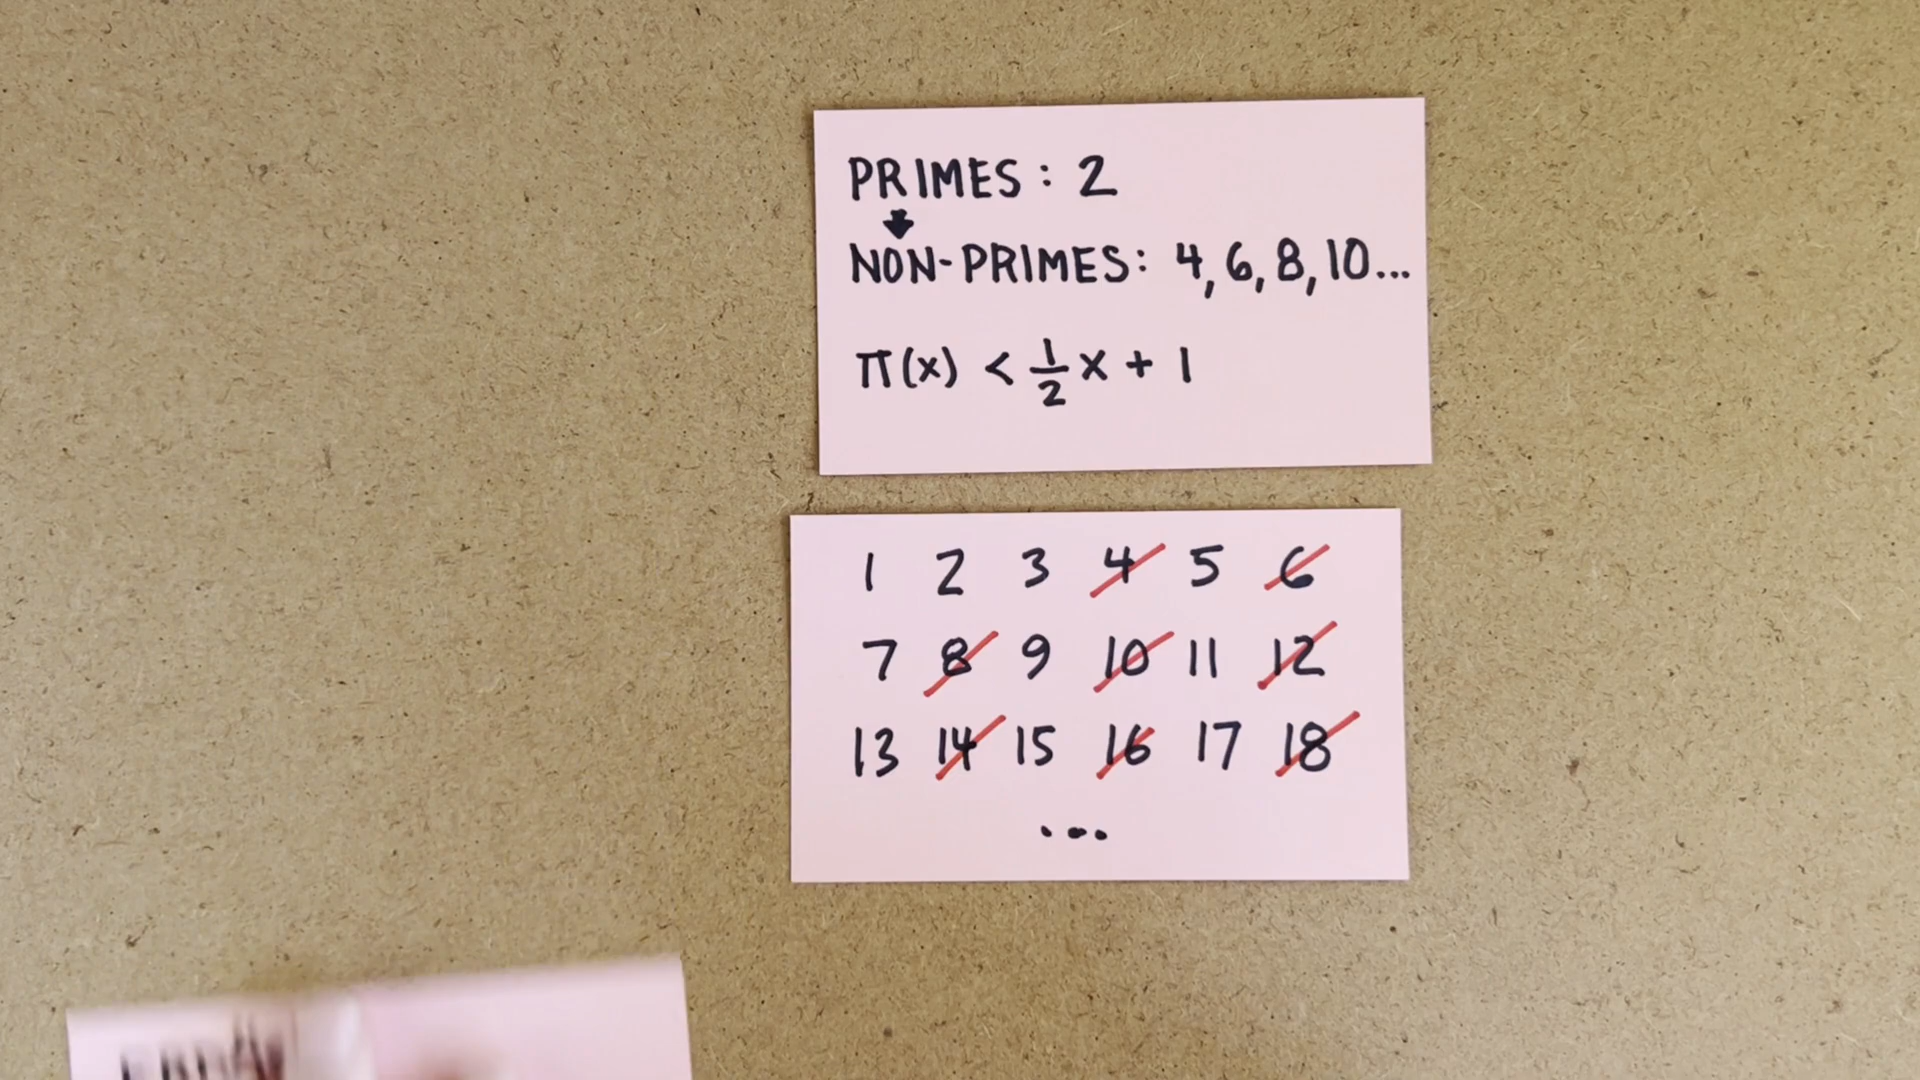 PRIMES: 2
NON-PRIMES: 4, 6, 8, 10...
π(x) < 1/2 x + 1
1 2 3 4 5 6
7 8 9 10 11 12
13 14 15 16 17 18
...